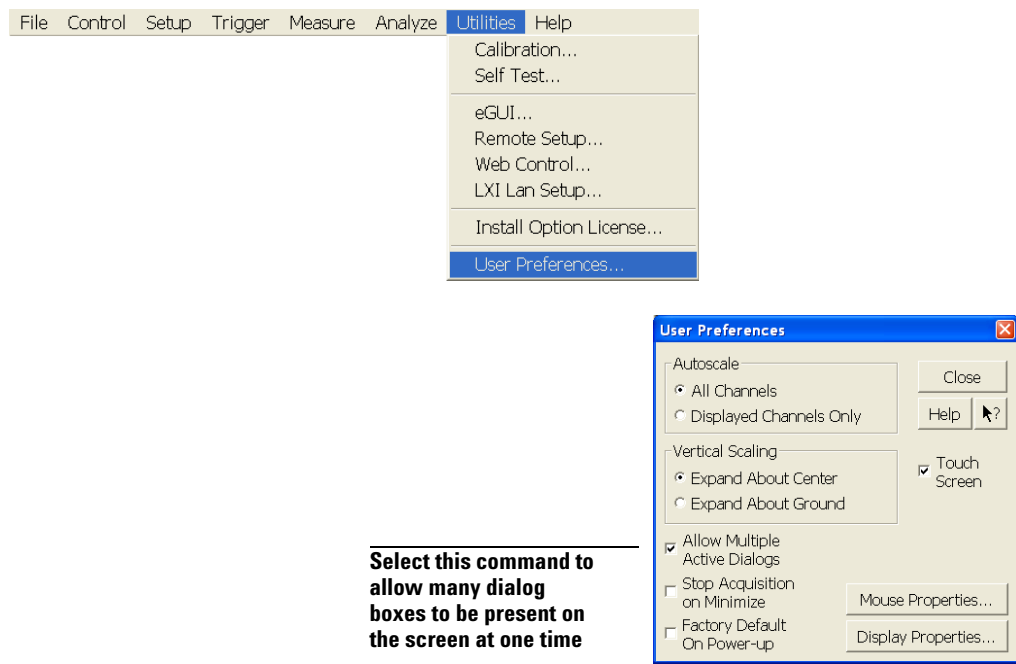 File Control Setup Trigger Measure Analyze Utilities Help
Calibration...
Self Test...
eGUI...
Remote Setup...
Web Control...
LXI Lan Setup...
Install Option License...
User Preferences...
User Preferences
Autoscale
All Channels
Displayed Channels Only
Close
Help ?
Vertical Scaling
Expand About Center
Expand About Ground
Touch
Screen
Allow Multiple
Active Dialogs
Stop Acquisition
on Minimize
Factory Default
On Power-up
Mouse Properties...
Display Properties...
Select this command to
allow many dialog
boxes to be present on
the screen at one time